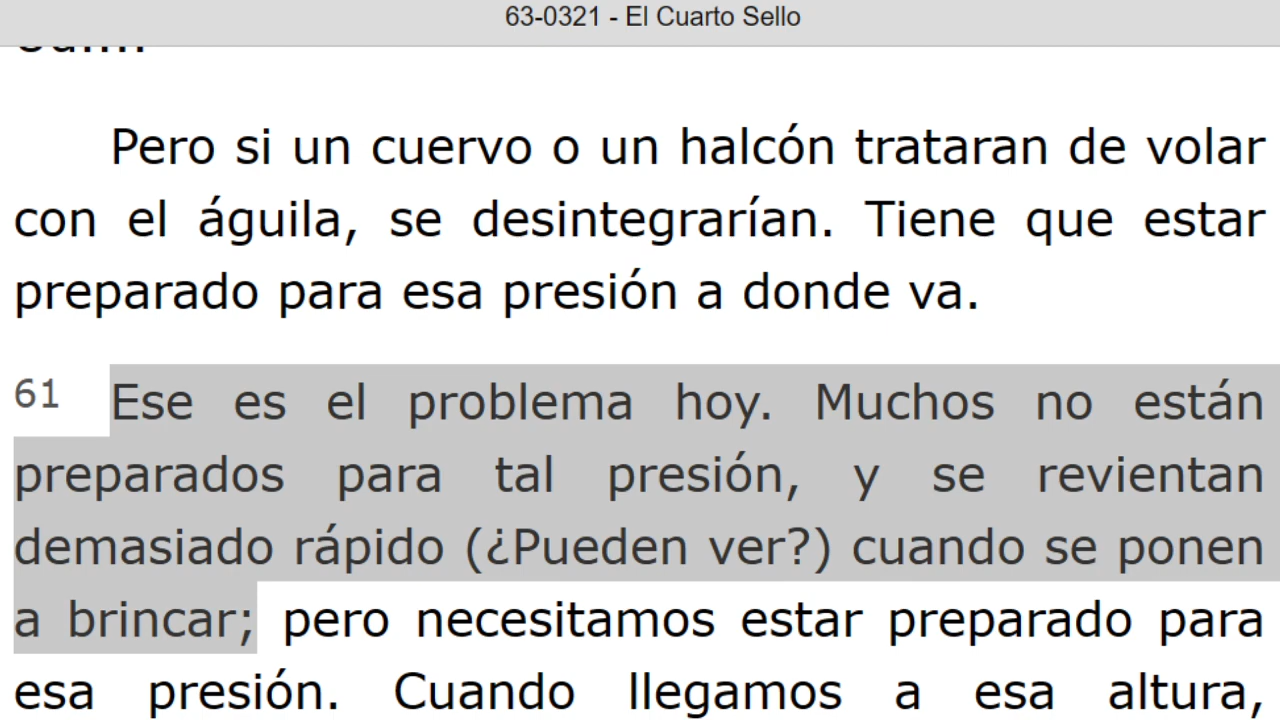 63-0321 - El Cuarto Sello
Pero si un cuervo o un halcón trataran de volar
con el águila, se desintegrarían. Tiene que estar
preparado para esa presión a donde va.
61 Ese es el problema hoy. Muchos no están
preparados para tal presión, y se revientan
demasiado rápido (¿Pueden ver?) cuando se ponen
a brincar; pero necesitamos estar preparado para
esa presión. Cuando llegamos a esa altura,